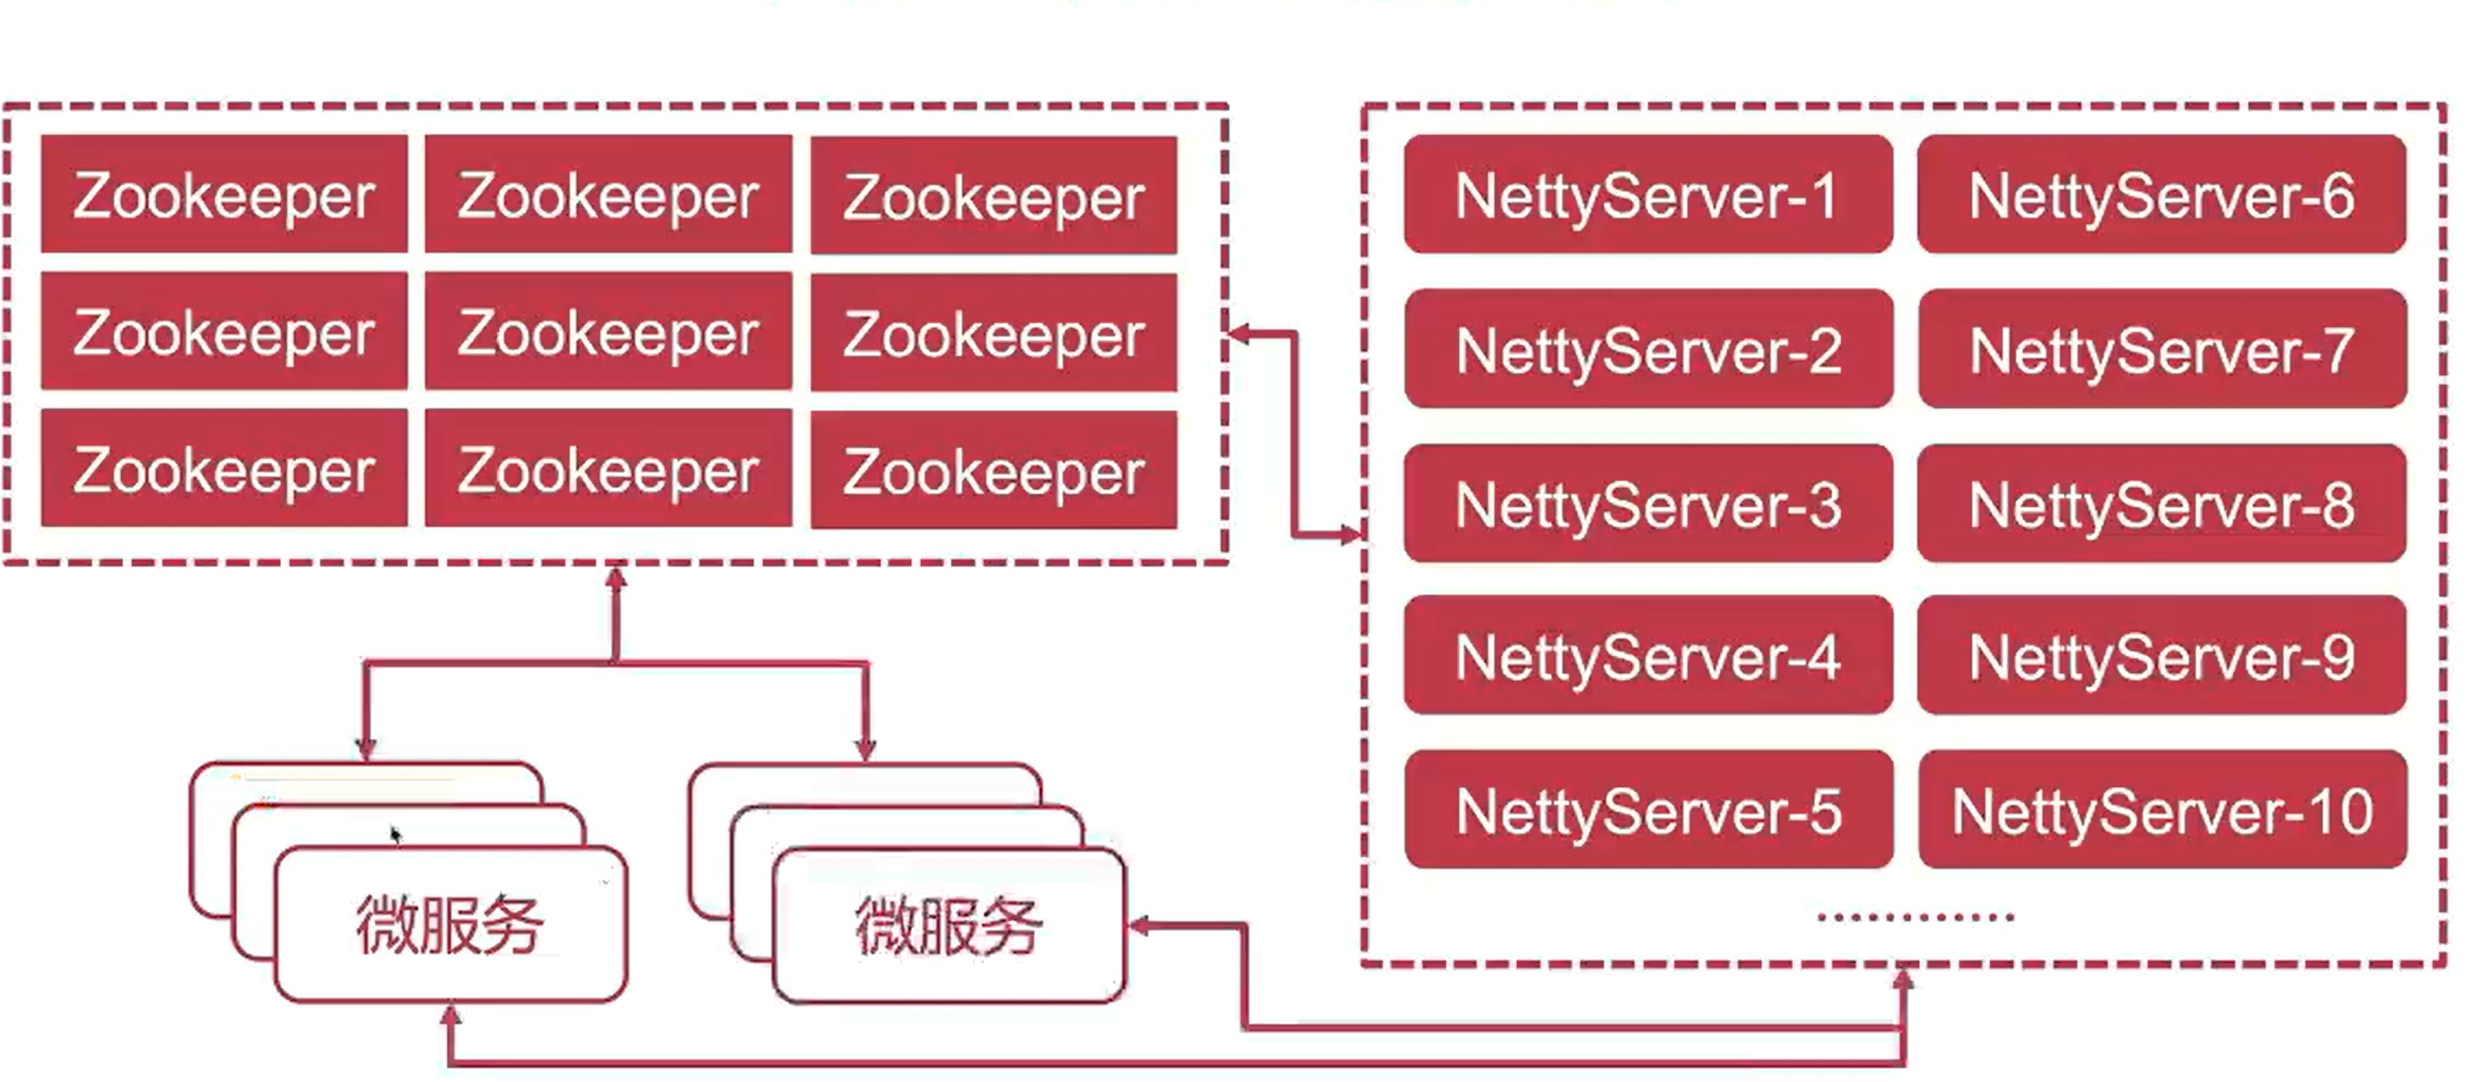 Zookeeper Zookeeper Zookeeper
Zookeeper Zookeeper Zookeeper
Zookeeper Zookeeper Zookeeper
NettyServer-1 NettyServer-6
NettyServer-2 NettyServer-7
NettyServer-3 NettyServer-8
NettyServer-4 NettyServer-9
NettyServer-5 NettyServer-10
............
微服务 微服务